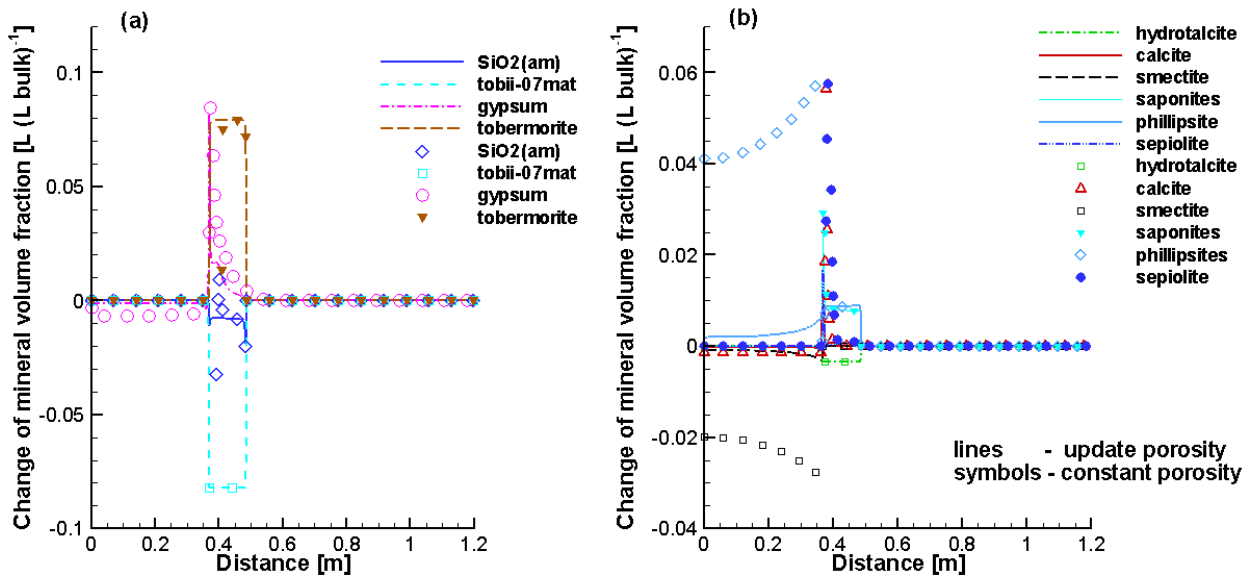 (a)
Change of mineral volume fraction [L (L bulk)-1]
0.1
0.05
0
-0.05
-0.1
SiO2(am)
tobii-07mat
gypsum
tobermorite
SiO2(am)
tobii-07mat
gypsum
tobermorite
0 0.2 0.4 0.6 0.8 1 1.2
Distance [m]
(b)
Change of mineral volume fraction [L (L bulk)-1]
0.06
0.04
0.02
0
-0.02
-0.04
hydrotalcite
calcite
smectite
saponites
phillipsite
sepiolite
hydrotalcite
calcite
smectite
saponites
phillipsites
sepiolite
lines - update porosity
symbols - constant porosity
0 0.2 0.4 0.6 0.8 1 1.2
Distance [m]